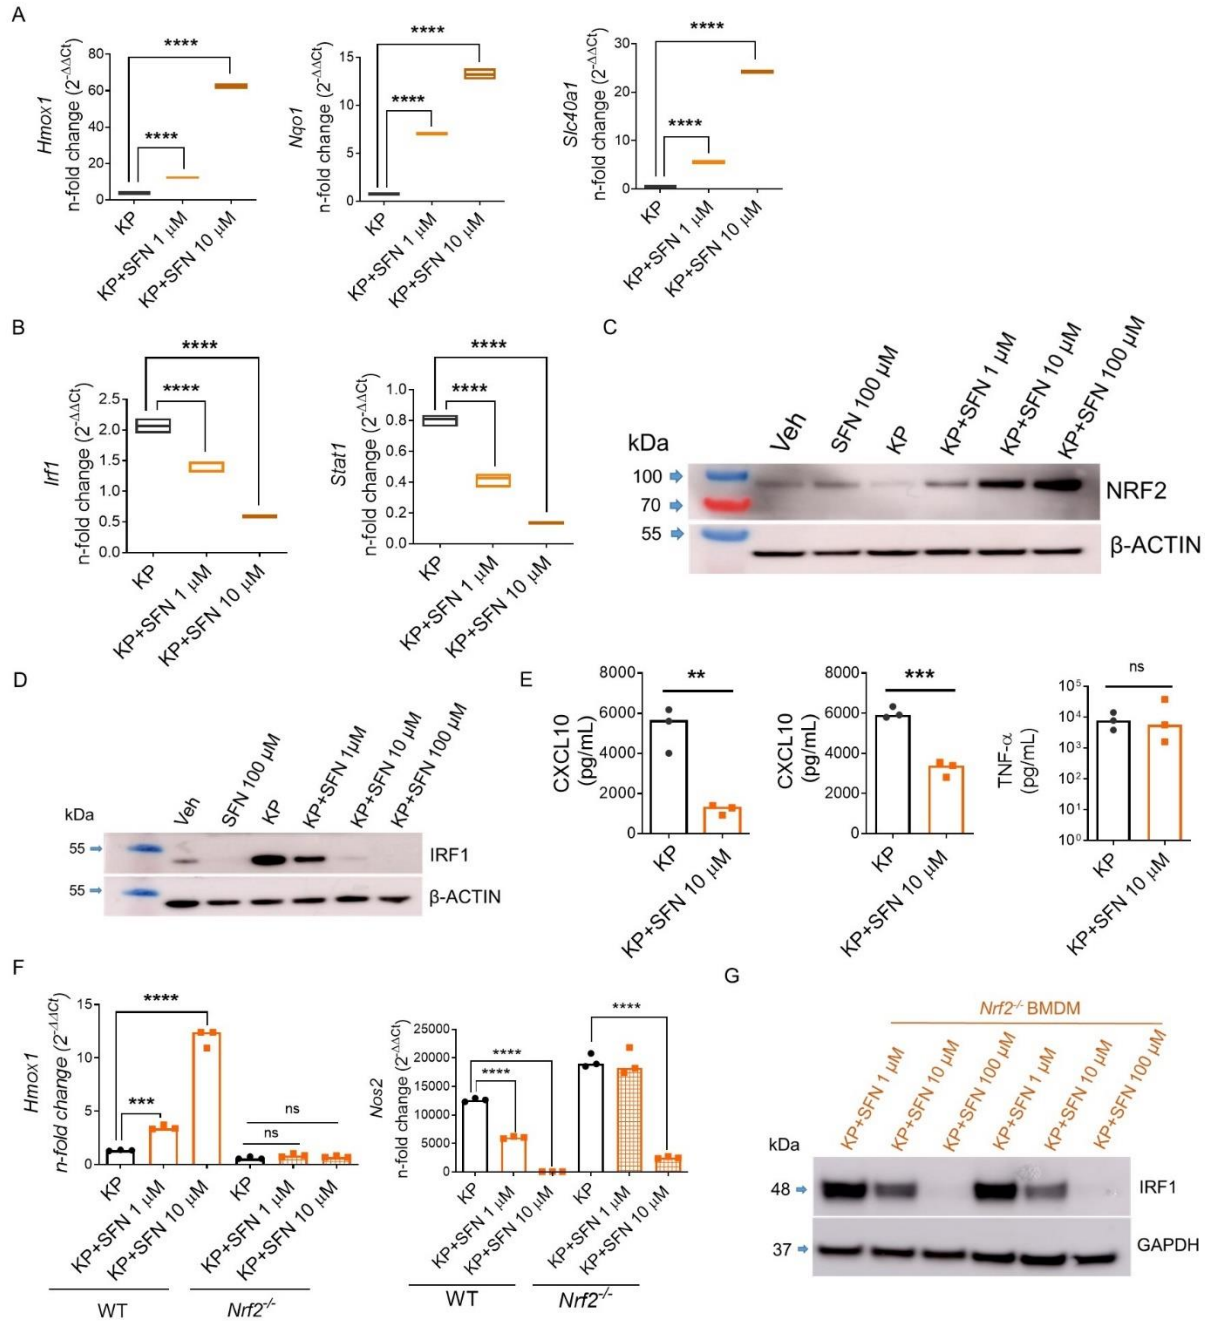 A
****
****
Hmox1
n-fold change (2-ΔΔCt)
80
60
40
20
0
KP
KP+SFN 1 µM
KP+SFN 10 µM
****
****
Nqo1
n-fold change (2-ΔΔCt)
15
10
5
0
KP
KP+SFN 1 µM
KP+SFN 10 µM
****
****
Slc40a1
n-fold change (2-ΔΔCt)
30
20
10
0
KP
KP+SFN 1 µM
KP+SFN 10 µM
B
****
****
Irf1
n-fold change (2-ΔΔCt)
2.5
2.0
1.5
1.0
0.5
0.0
KP
KP+SFN 1 µM
KP+SFN 10 µM
****
****
Stat1
n-fold change (2-ΔΔCt)
1.0
0.8
0.6
0.4
0.2
0.0
KP
KP+SFN 1 µM
KP+SFN 10 µM
C
kDa
Veh
SFN 100 µM
KP
KP+SFN 1 µM
KP+SFN 10 µM
KP+SFN 100 µM
100
70
55
NRF2
β-ACTIN
D
kDa
Veh
SFN 100 µM
KP
KP+SFN 1µM
KP+SFN 10 µM
KP+SFN 100 µM
55
IRF1
55
β-ACTIN
E
**
CXCL10
(pg/mL)
8000
6000
4000
2000
0
KP
KP+SFN 10 µM
***
CXCL10
(pg/mL)
8000
6000
4000
2000
0
KP
KP+SFN 10 µM
ns
TNF-α
(pg/mL)
10⁵
10⁴
10³
10²
10¹
10⁰
KP
KP+SFN 10 µM
F
****
***
ns
ns
Hmox1
n-fold change (2-ΔΔCt)
15
10
5
0
KP
KP+SFN 1 µM
KP+SFN 10 µM
KP
KP+SFN 1 µM
KP+SFN 10 µM
WT
Nrf2-/-
****
****
****
Nos2
n-fold change (2-ΔΔCt)
25000
20000
15000
10000
5000
0
KP
KP+SFN 1 µM
KP+SFN 10 µM
KP
KP+SFN 1 µM
KP+SFN 10 µM
WT
Nrf2-/-
G
Nrf2-/- BMDM
KP+SFN 1 µM
KP+SFN 10 µM
KP+SFN 100 µM
KP+SFN 1 µM
KP+SFN 10 µM
KP+SFN 100 µM
kDa
48
IRF1
37
GAPDH